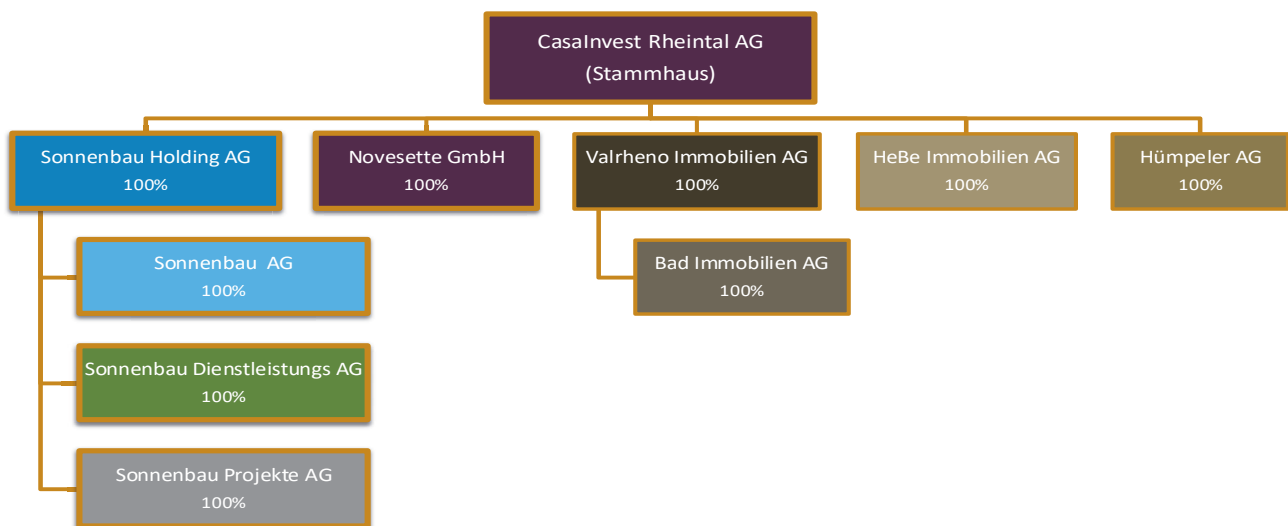 CasaInvest Rheintal AG
(Stammhaus)
Sonnenbau Holding AG
100%
Novesette GmbH
100%
Valrheno Immobilien AG
100%
HeBe Immobilien AG
100%
Hümpeler AG
100%
Sonnenbau AG
100%
Bad Immobilien AG
100%
Sonnenbau Dienstleistungs AG
100%
Sonnenbau Projekte AG
100%